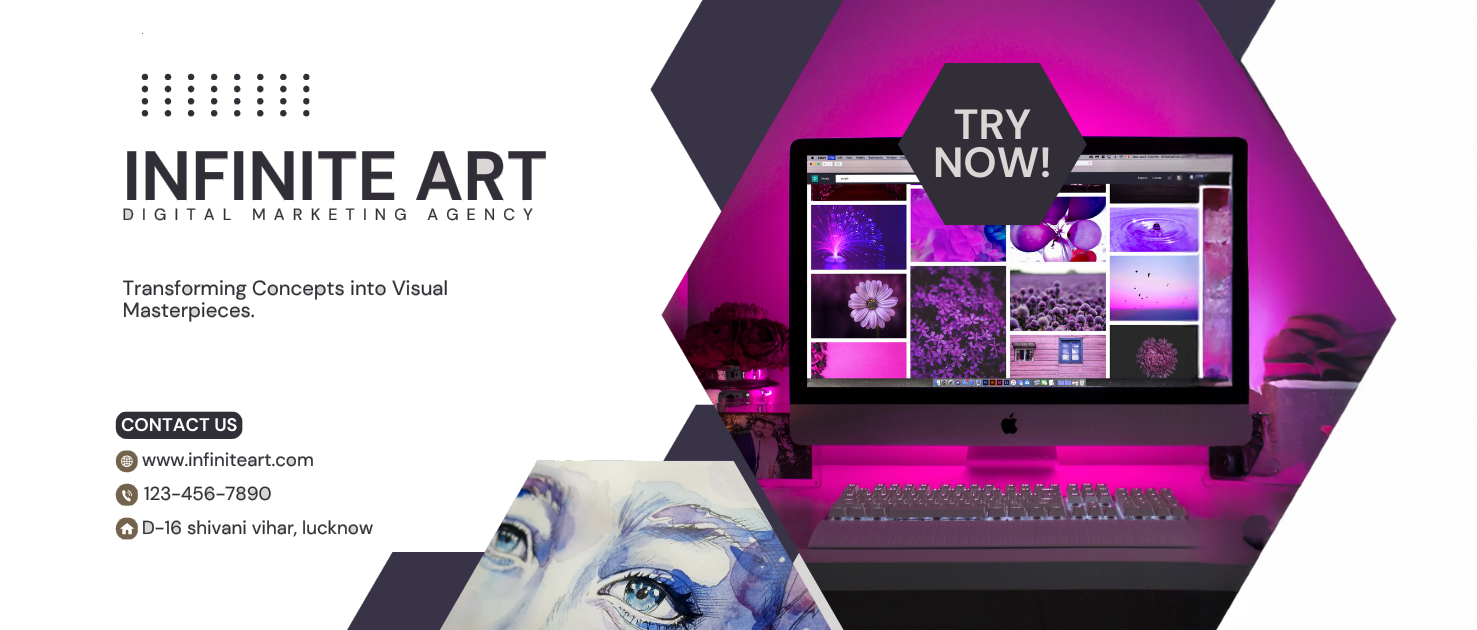 INFINITE ART
DIGITAL MARKETING AGENCY
Transforming Concepts into Visual
Masterpieces.
CONTACT US
www.infiniteart.com
123-456-7890
D-16 shivani vihar, lucknow
TRY
NOW!